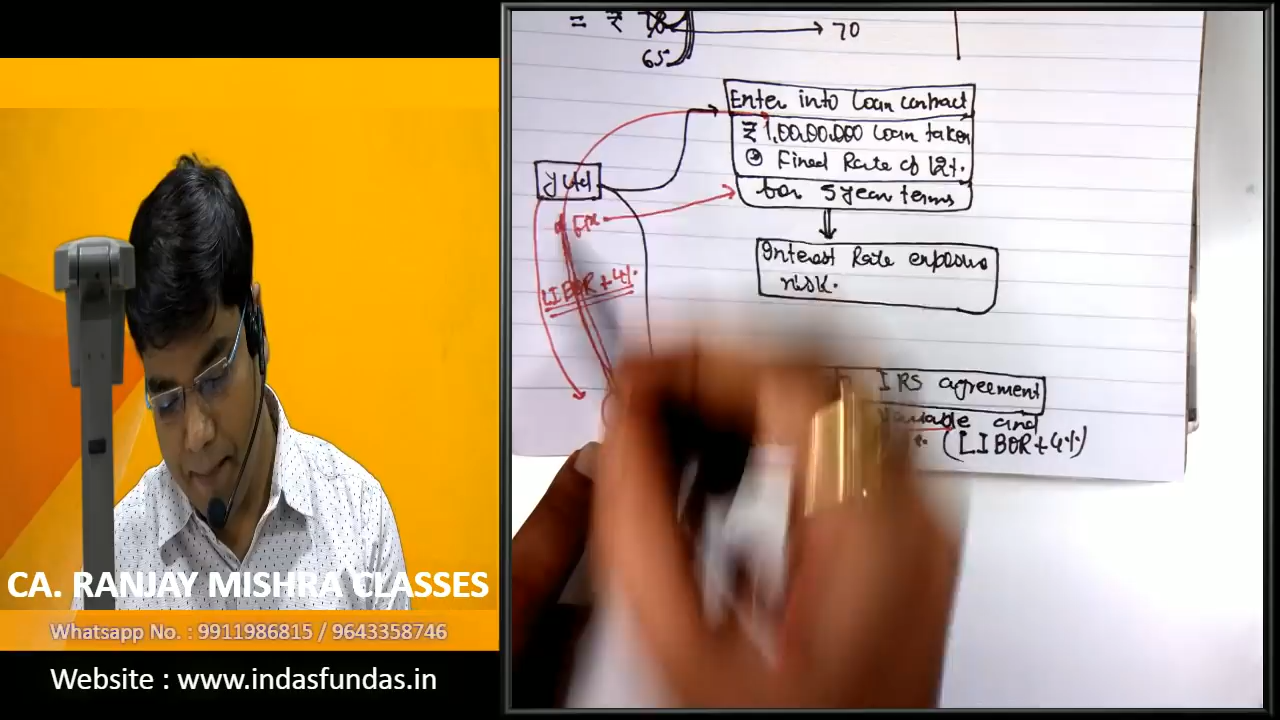 = ₹ 70
→ 70
65
Enter into loan contract
₹ 1,00,00,000 loan taken
@ Fixed Rate of 12%.
for 5 year terms
Y Ltd
Fix
LIBOR + 4%.
Interest Rate exposure
risk.
IRS agreement
Variable and
(LIBOR + 4%)
CA. RANJAY MISHRA CLASSES
Whatsapp No. : 9911986815 / 9643358746
Website : www.indasfundas.in